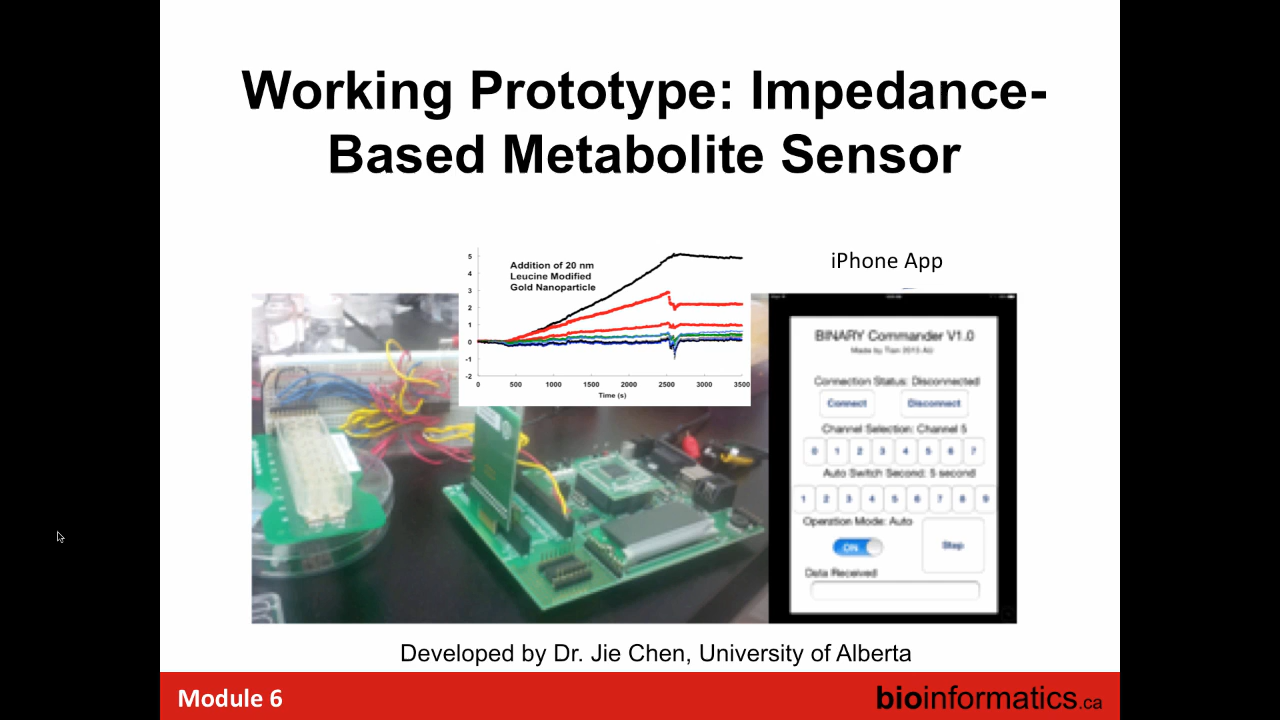 Working Prototype: Impedance-
Based Metabolite Sensor
iPhone App
Addition of 20 nm
Leucine Modified
Gold Nanoparticle
5
4
3
2
1
0
-1
-2
0 500 1000 1500 2000 2500 3000 3500
Time (s)
BINARY Commander V1.0
Connection Status: Disconnected
Connect Disconnect
Channel Selection: Channel 5
0 1 2 3 4 5 6 7
Auto Switch Second: 5 second
1 2 3 4 5 6 7 8 9
Operation Mode: Auto
ON
Stop
Data Received
Developed by Dr. Jie Chen, University of Alberta
Module 6
bioinformatics.ca